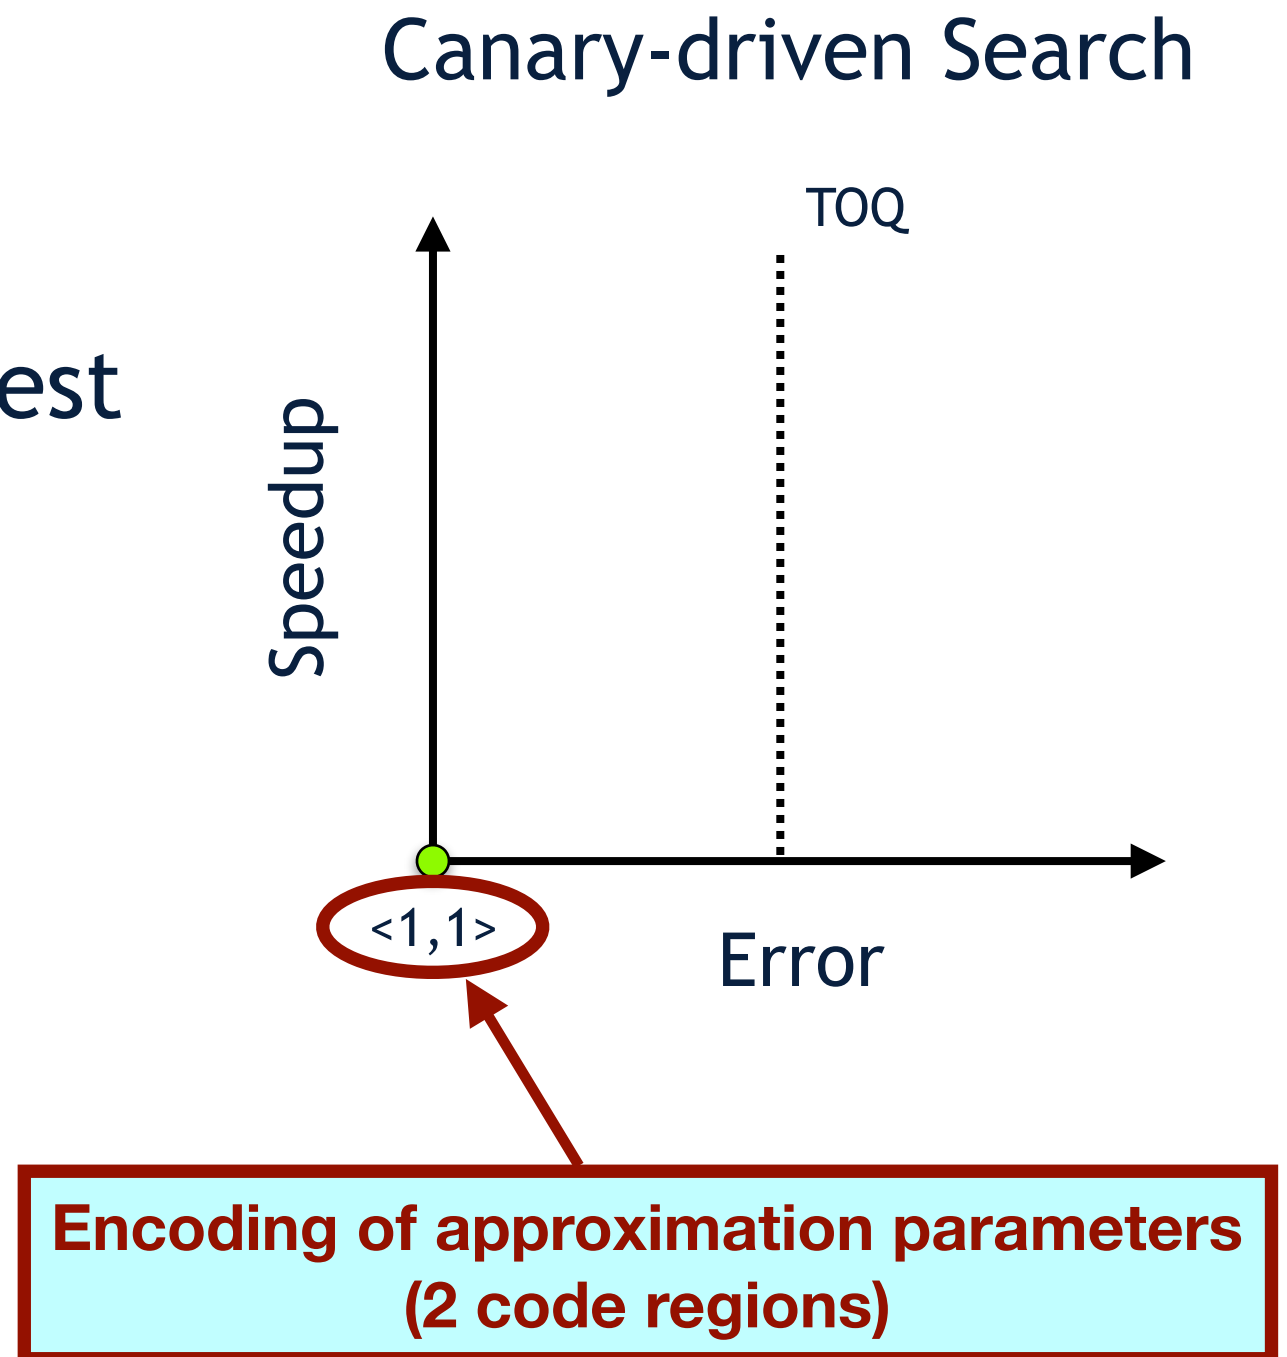 Canary-driven Search
TOQ
est
Speedup
<1,1>
Error
Encoding of approximation parameters
(2 code regions)